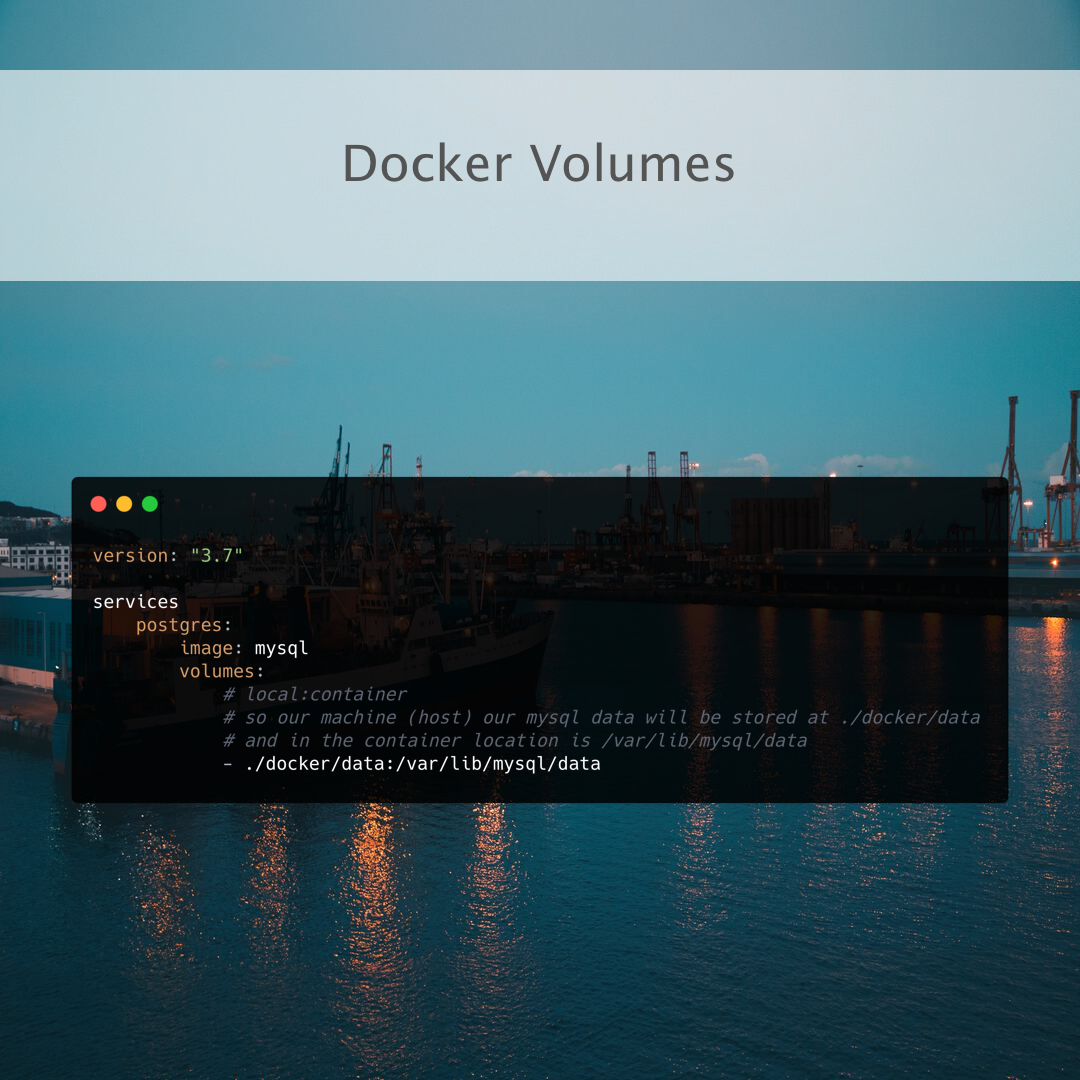 Docker Volumes
version: "3.7"
services
postgres:
image: mysql
volumes:
# local:container
# so our machine (host) our mysql data will be stored at ./docker/data
# and in the container location is /var/lib/mysql/data
- ./docker/data:/var/lib/mysql/data